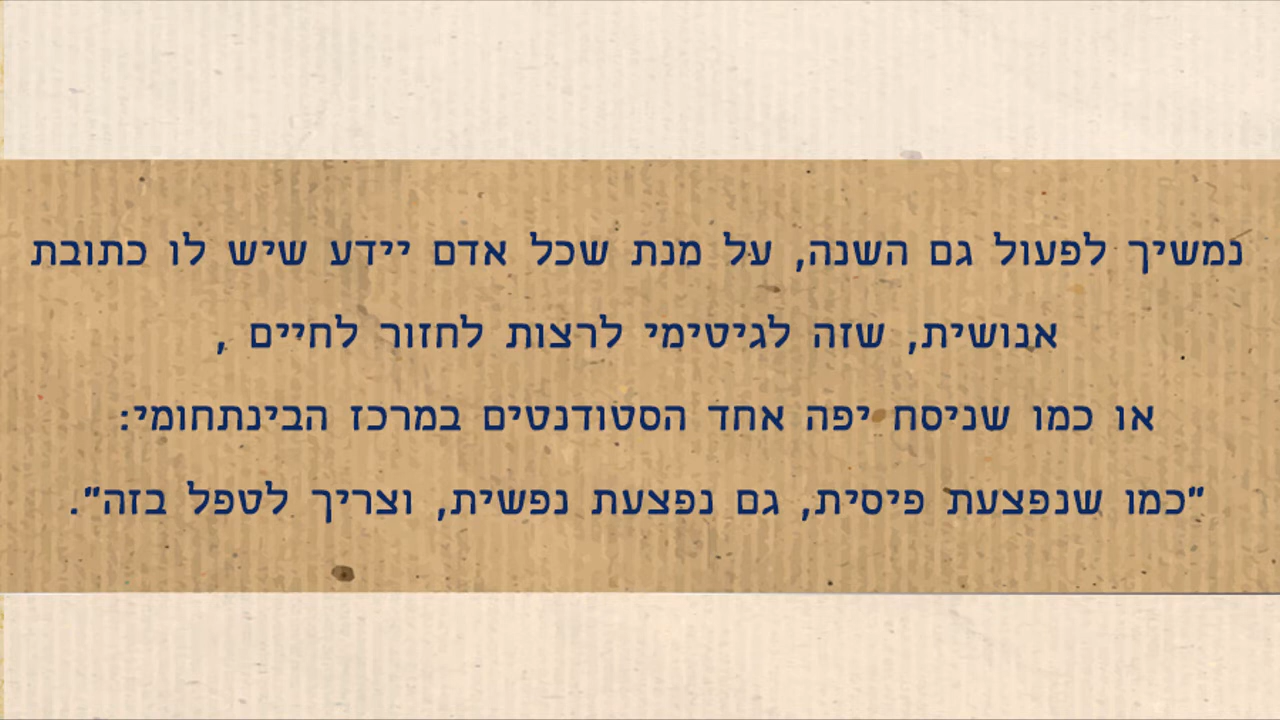 נמשיך לפעול גם השנה, על מנת שכל אדם יידע שיש לו כתובת
אנושית, שזה לגיטימי לרצות לחזור לחיים ,
או כמו שניסח יפה אחד הסטודנטים במרכז הבינתחומי:
"כמו שנפצעת פיסית, גם נפצעת נפשית, וצריך לטפל בזה".